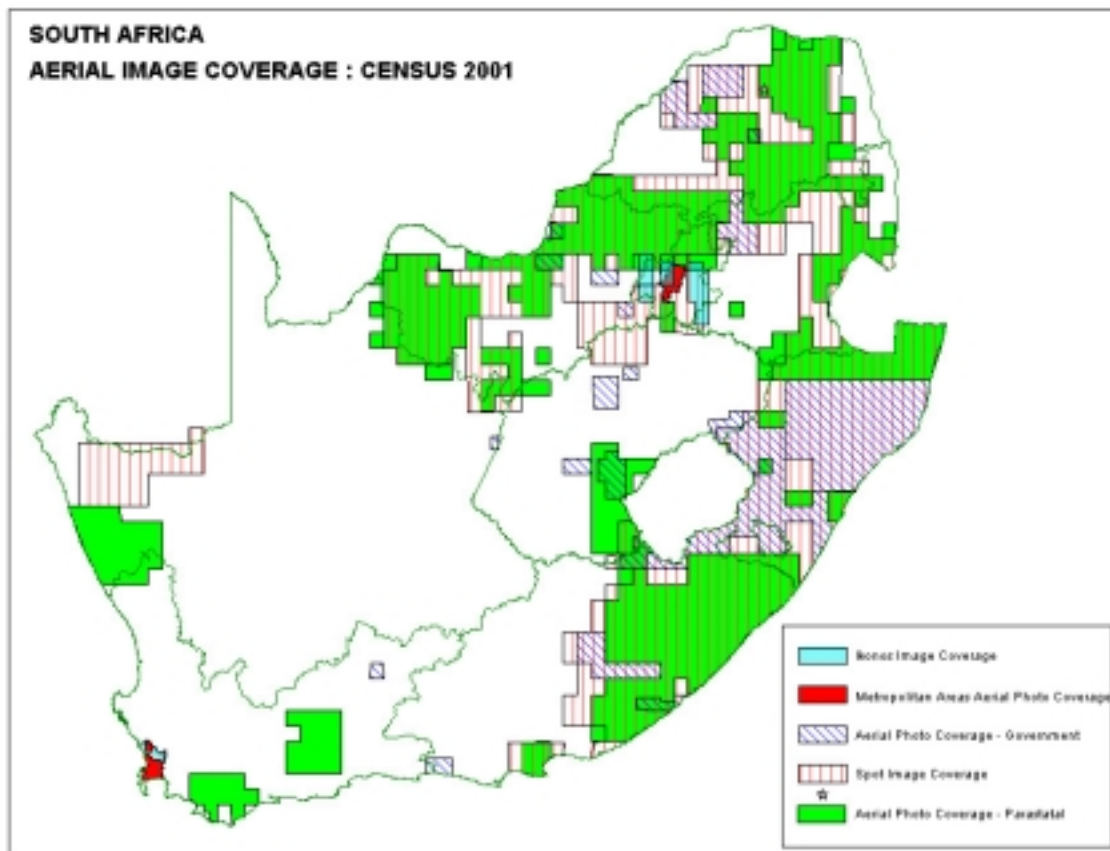 SOUTH AFRICA
AERIAL IMAGE COVERAGE : CENSUS 2001
Ikonos Image Coverage
Metropolitan Areas Aerial Photo Coverage
Aerial Photo Coverage - Government
Spot Image Coverage
Aerial Photo Coverage - Parastatal